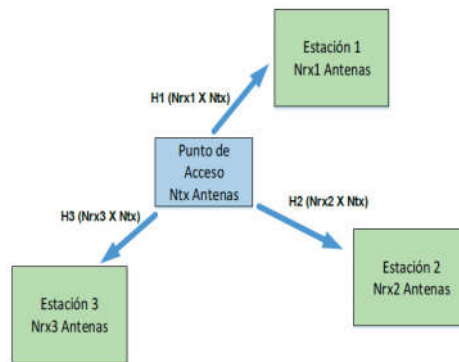 Estación 1
Nrx1 Antenas
H1 (Nrx1 X Ntx)
Punto de
Acceso
Ntx Antenas
H2 (Nrx2 X Ntx)
H3 (Nrx3 X Ntx)
Estación 2
Nrx2 Antenas
Estación 3
Nrx3 Antenas